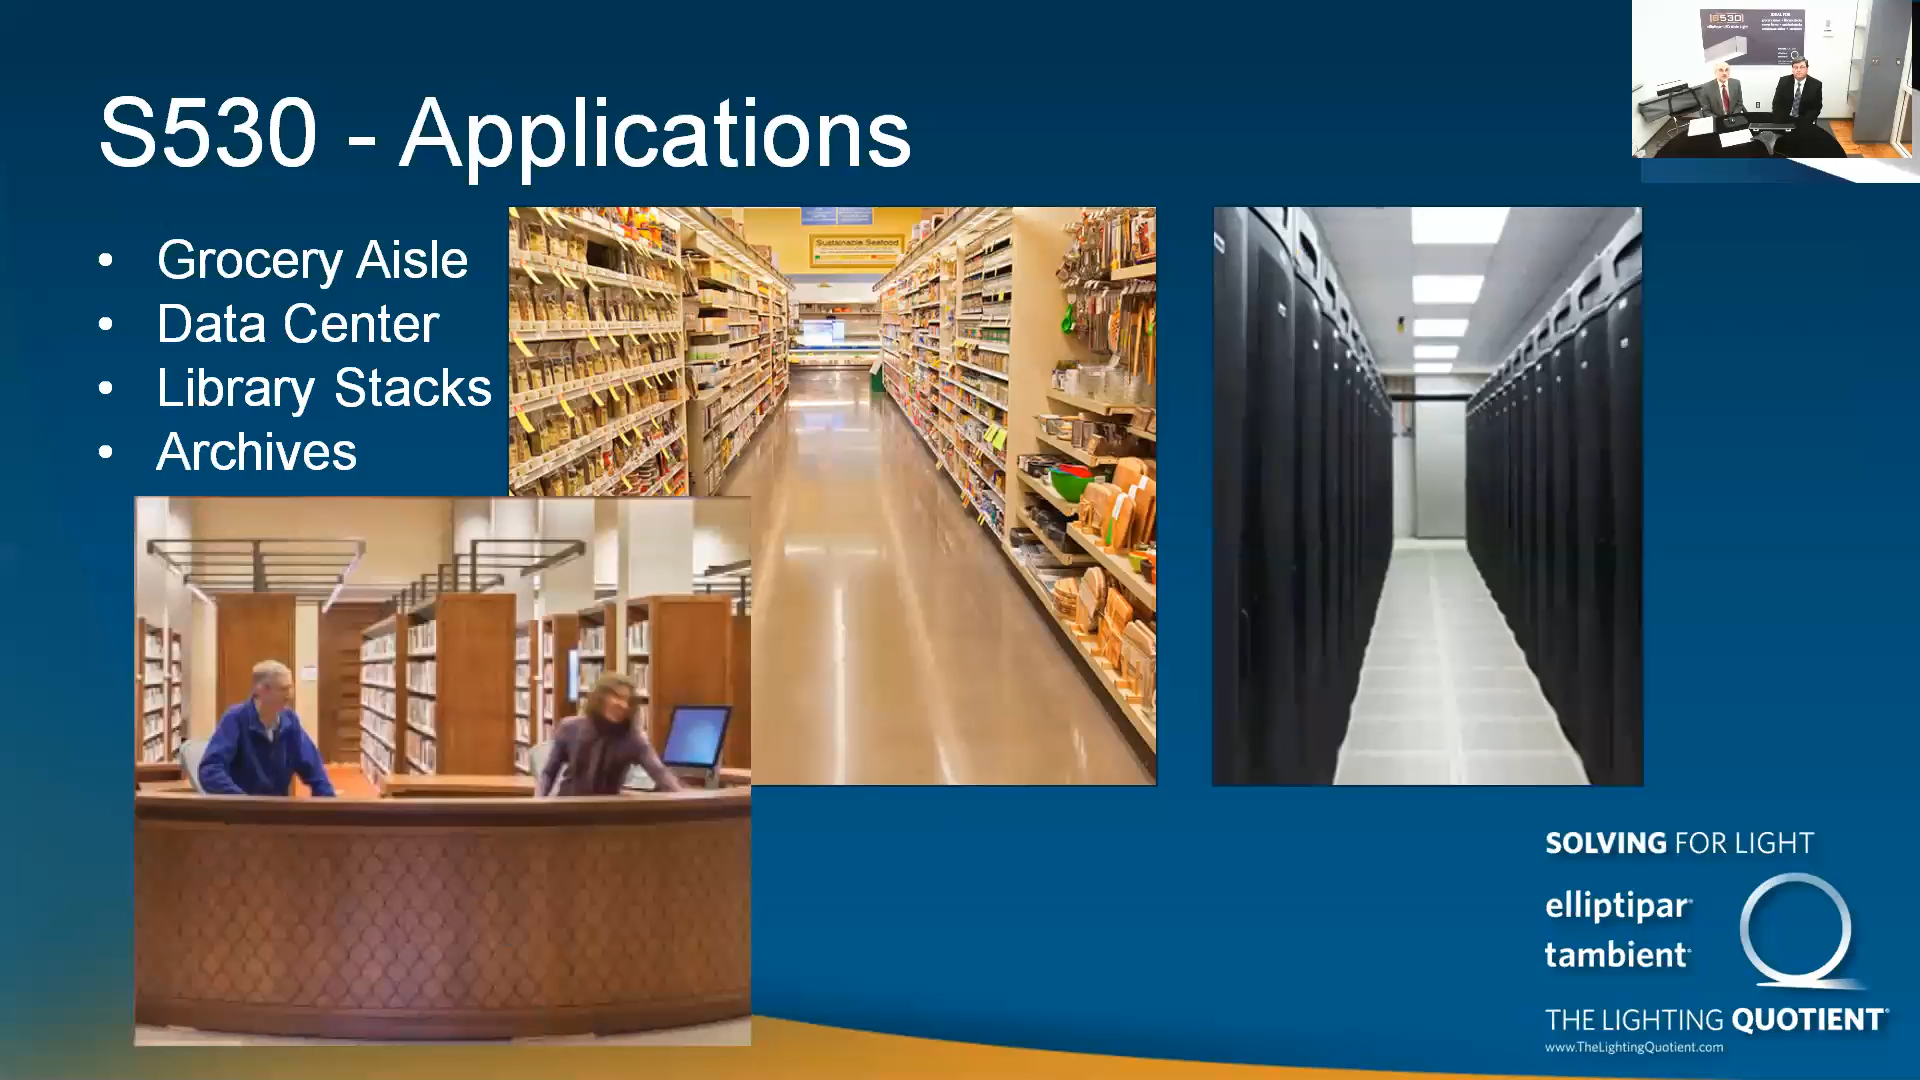 S530 - Applications
• Grocery Aisle
• Data Center
• Library Stacks
• Archives
Sustainable Seafood
S530
SOLVING FOR LIGHT
elliptipar
tambient
THE LIGHTING QUOTIENT
www.TheLightingQuotient.com